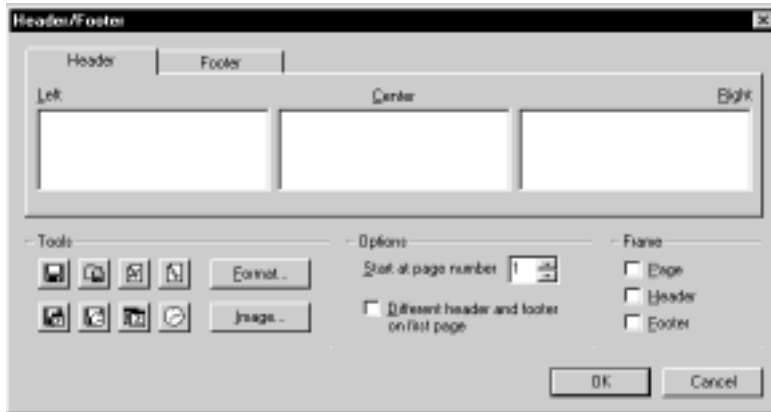 Header/Footer
Header Footer
Left Center Right
Tools Options Frame
Format... Start at page number 1 Page
Image... Different header and footer on first page Header
Footer
OK Cancel